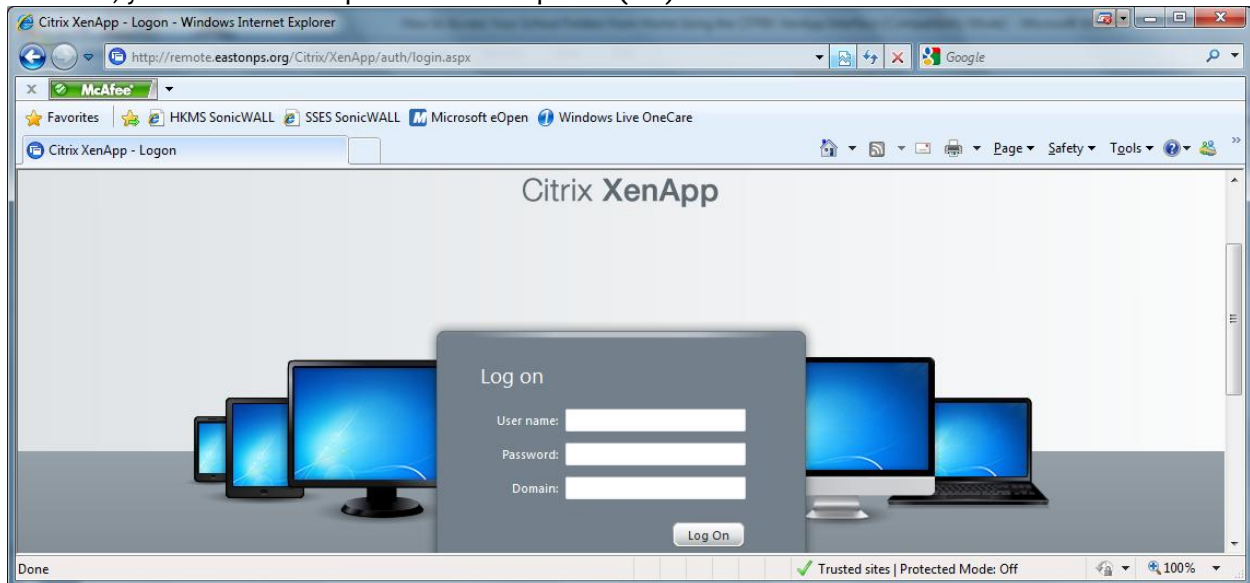 Citrix XenApp - Logon - Windows Internet Explorer
http://remote.eastonps.org/Citrix/XenApp/auth/login.aspx
Google
X McAfee
Favorites HKMS SonicWALL SSES SonicWALL Microsoft eOpen Windows Live OneCare
Citrix XenApp - Logon Page Safety Tools »
Citrix XenApp
Log on
User name:
Password:
Domain:
Log On
Done Trusted sites | Protected Mode: Off 100%